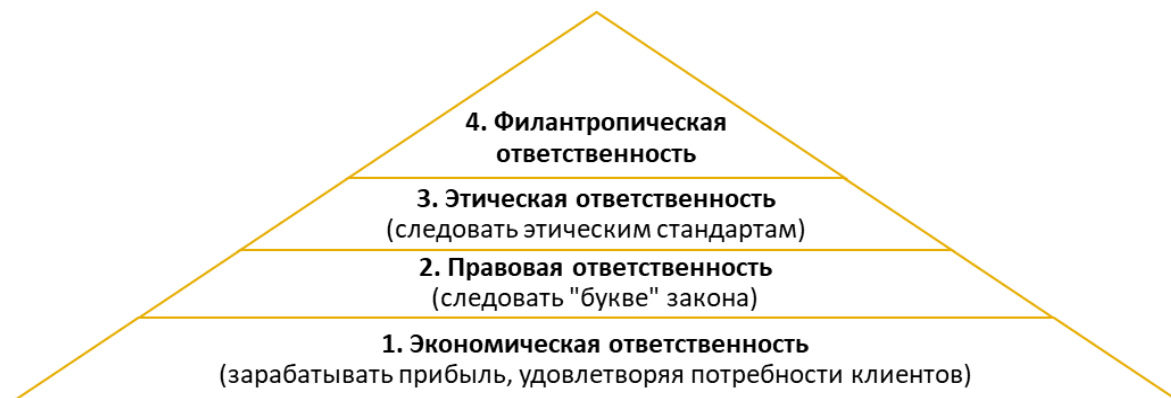 4. Филантропическая
ответственность
3. Этическая ответственность
(следовать этическим стандартам)
2. Правовая ответственность
(следовать "букве" закона)
1. Экономическая ответственность
(зарабатывать прибыль, удовлетворяя потребности клиентов)